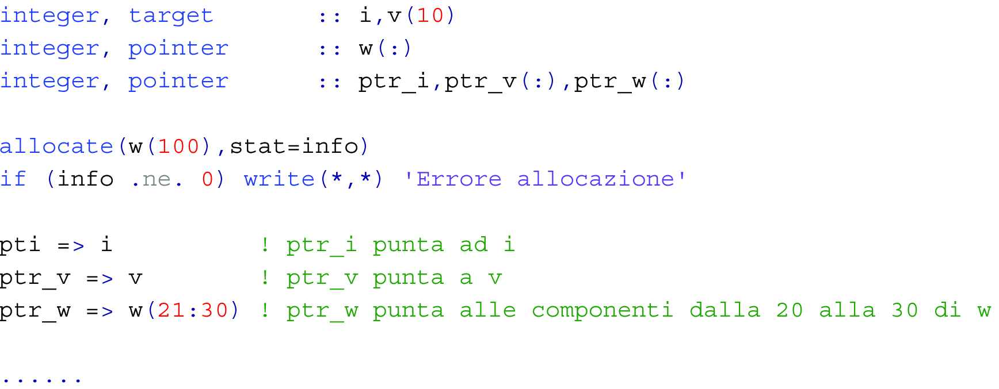 integer, target       :: i,v(10)
integer, pointer      :: w(:)
integer, pointer      :: ptr_i,ptr_v(:),ptr_w(:)
allocate(w(100),stat=info)
if (info .ne. 0) write(*,*) 'Errore allocazione'
pti => i          ! ptr_i punta ad i
ptr_v => v        ! ptr_v punta a v
ptr_w => w(21:30) ! ptr_w punta alle componenti dalla 20 alla 30 di w
......